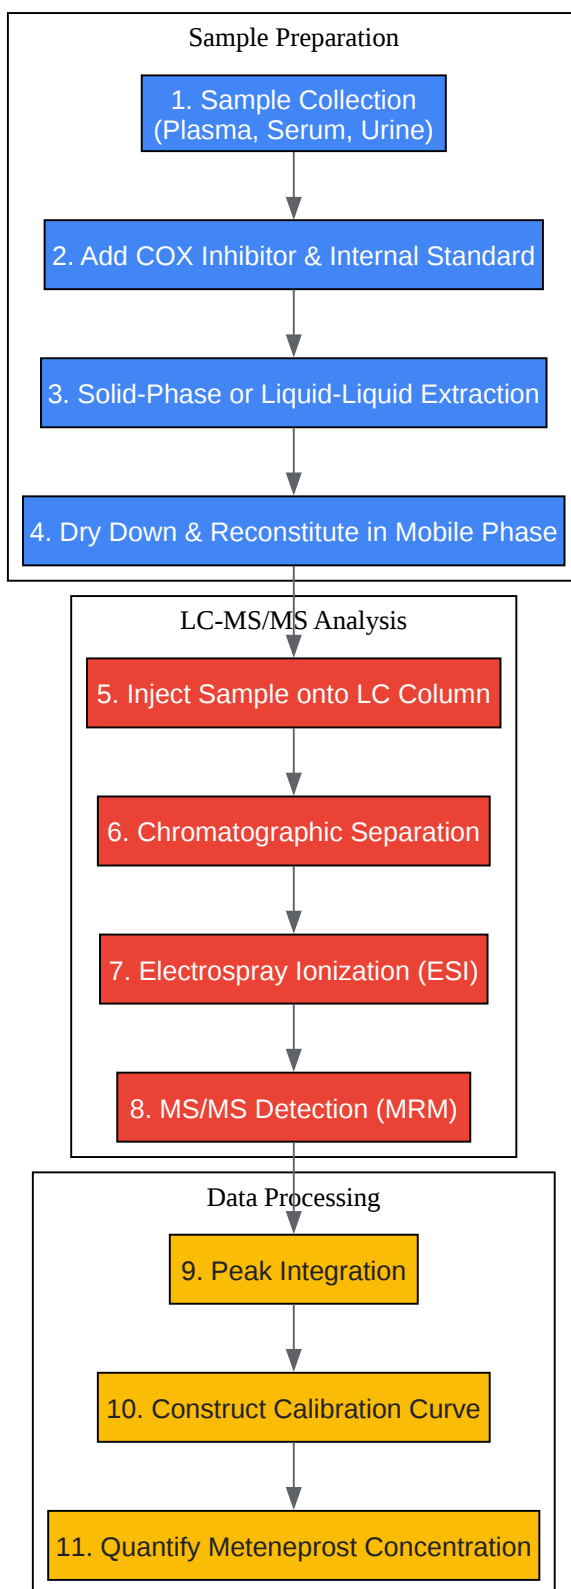 Sample Preparation
1. Sample Collection
(Plasma, Serum, Urine)
2. Add COX Inhibitor & Internal Standard
3. Solid-Phase or Liquid-Liquid Extraction
4. Dry Down & Reconstitute in Mobile Phase
LC-MS/MS Analysis
5. Inject Sample onto LC Column
6. Chromatographic Separation
7. Electrospray Ionization (ESI)
8. MS/MS Detection (MRM)
Data Processing
9. Peak Integration
10. Construct Calibration Curve
11. Quantify Meteneprost Concentration